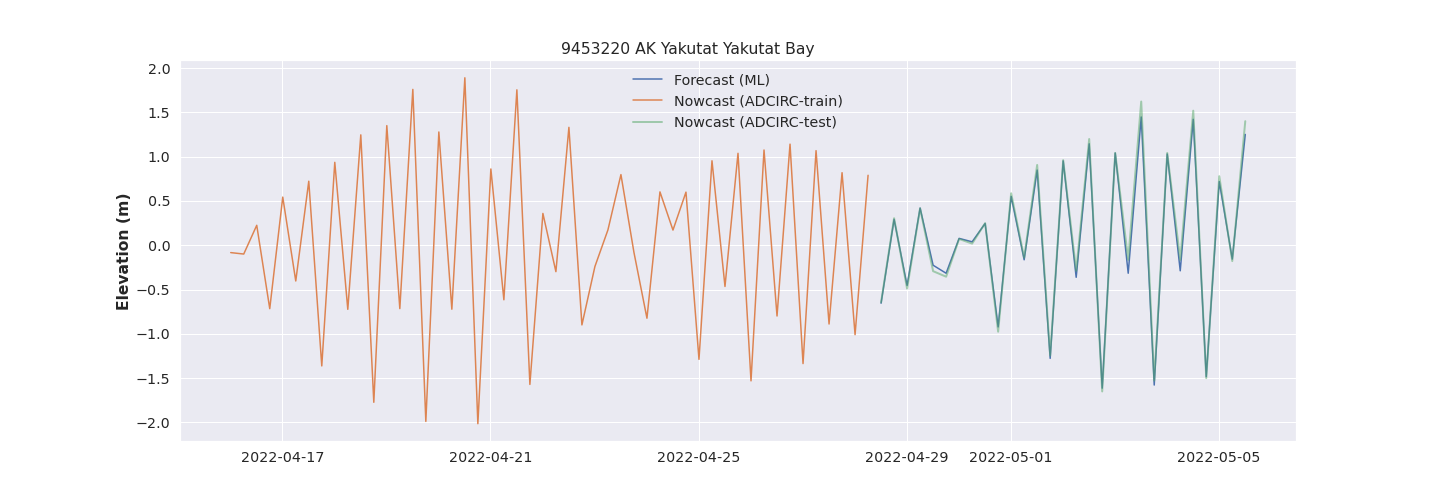 9453220 AK Yakutat Yakutat Bay
Forecast (ML)
Nowcast (ADCIRC-train)
Nowcast (ADCIRC-test)
Elevation (m)
2.0
1.5
1.0
0.5
0.0
−0.5
−1.0
−1.5
−2.0
2022-04-17 2022-04-21 2022-04-25 2022-04-29 2022-05-01 2022-05-05